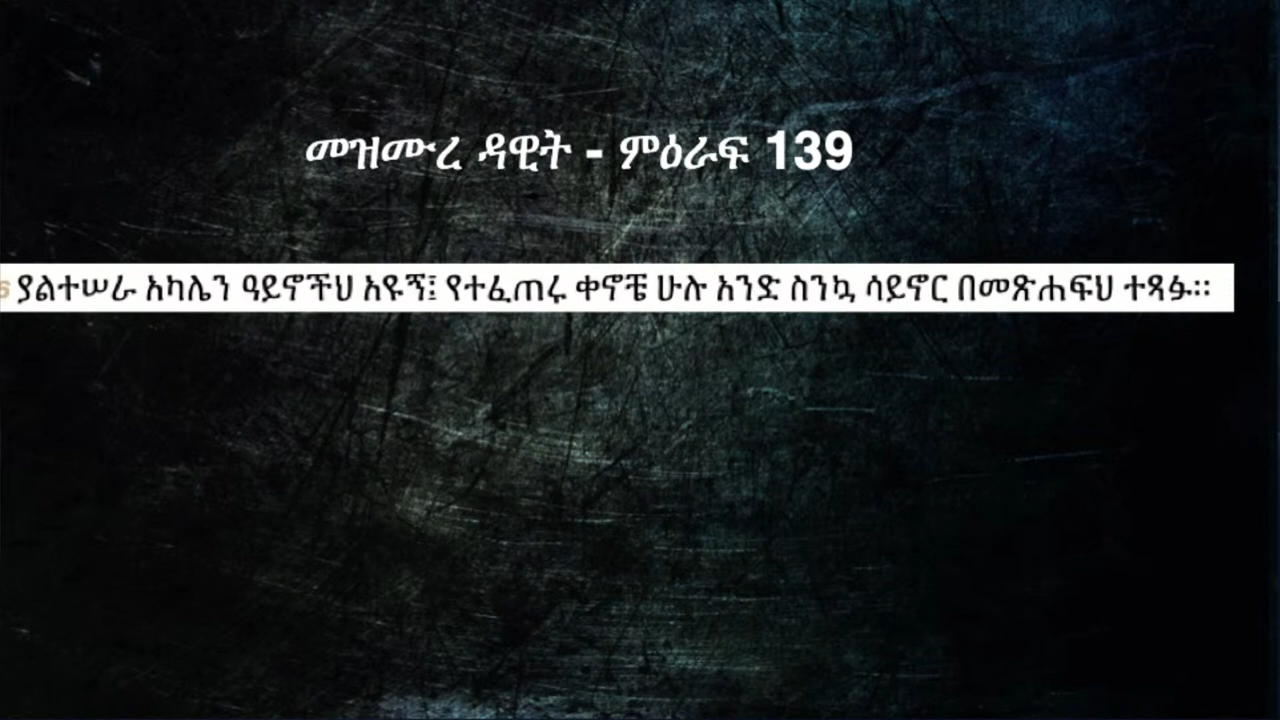 መዝሙረ ዳዊት - ምዕራፍ 139
ያልተሠራ አካሌን ዓይኖችህ አዩኝ፤ የተፈጠሩ ቀኖቼ ሁሉ አንድ ስንኳ ሳይኖር በመጽሐፍህ ተጻፉ።